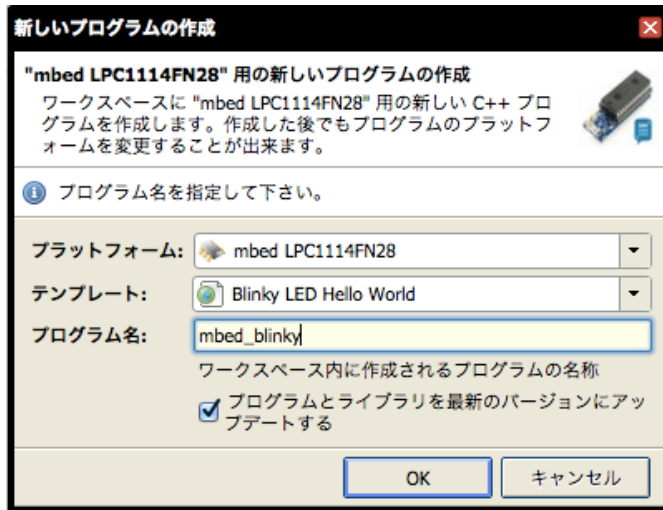 新しいプログラムの作成
"mbed LPC1114FN28" 用の新しいプログラムの作成
ワークスペースに "mbed LPC1114FN28" 用の新しい C++ プロ
グラムを作成します。作成した後でもプログラムのプラットフ
ォームを変更することが出来ます。
プログラム名を指定して下さい。
プラットフォーム: mbed LPC1114FN28
テンプレート: Blinky LED Hello World
プログラム名: mbed_blinky
ワークスペース内に作成されるプログラムの名称
プログラムとライブラリを最新のバージョンにアッ
プデートする
OK キャンセル